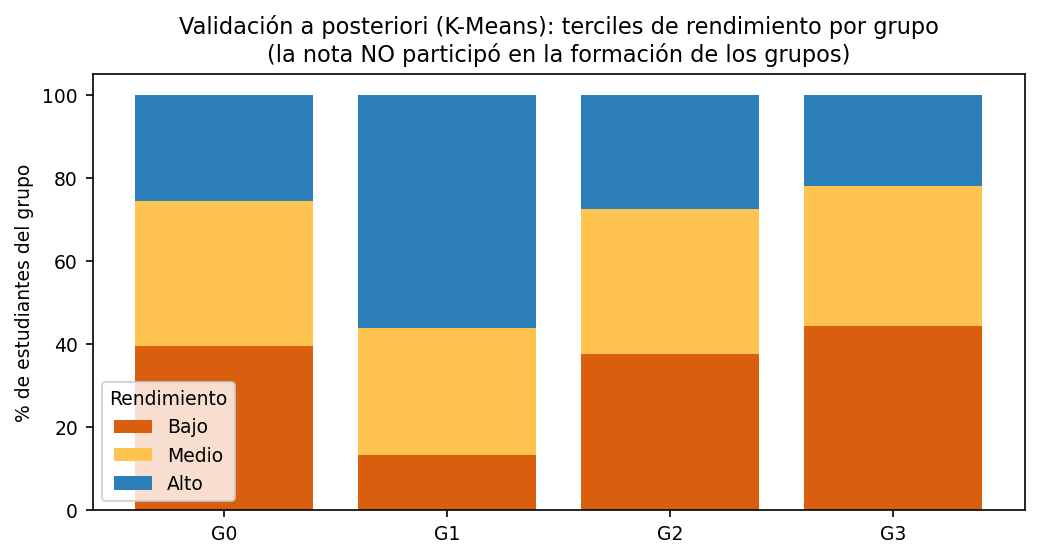 Validación a posteriori (K-Means): terciles de rendimiento por grupo
(la nota NO participó en la formación de los grupos)
% de estudiantes del grupo
100
80
60
40
20
0
Rendimiento
Bajo
Medio
Alto
G0
G1
G2
G3